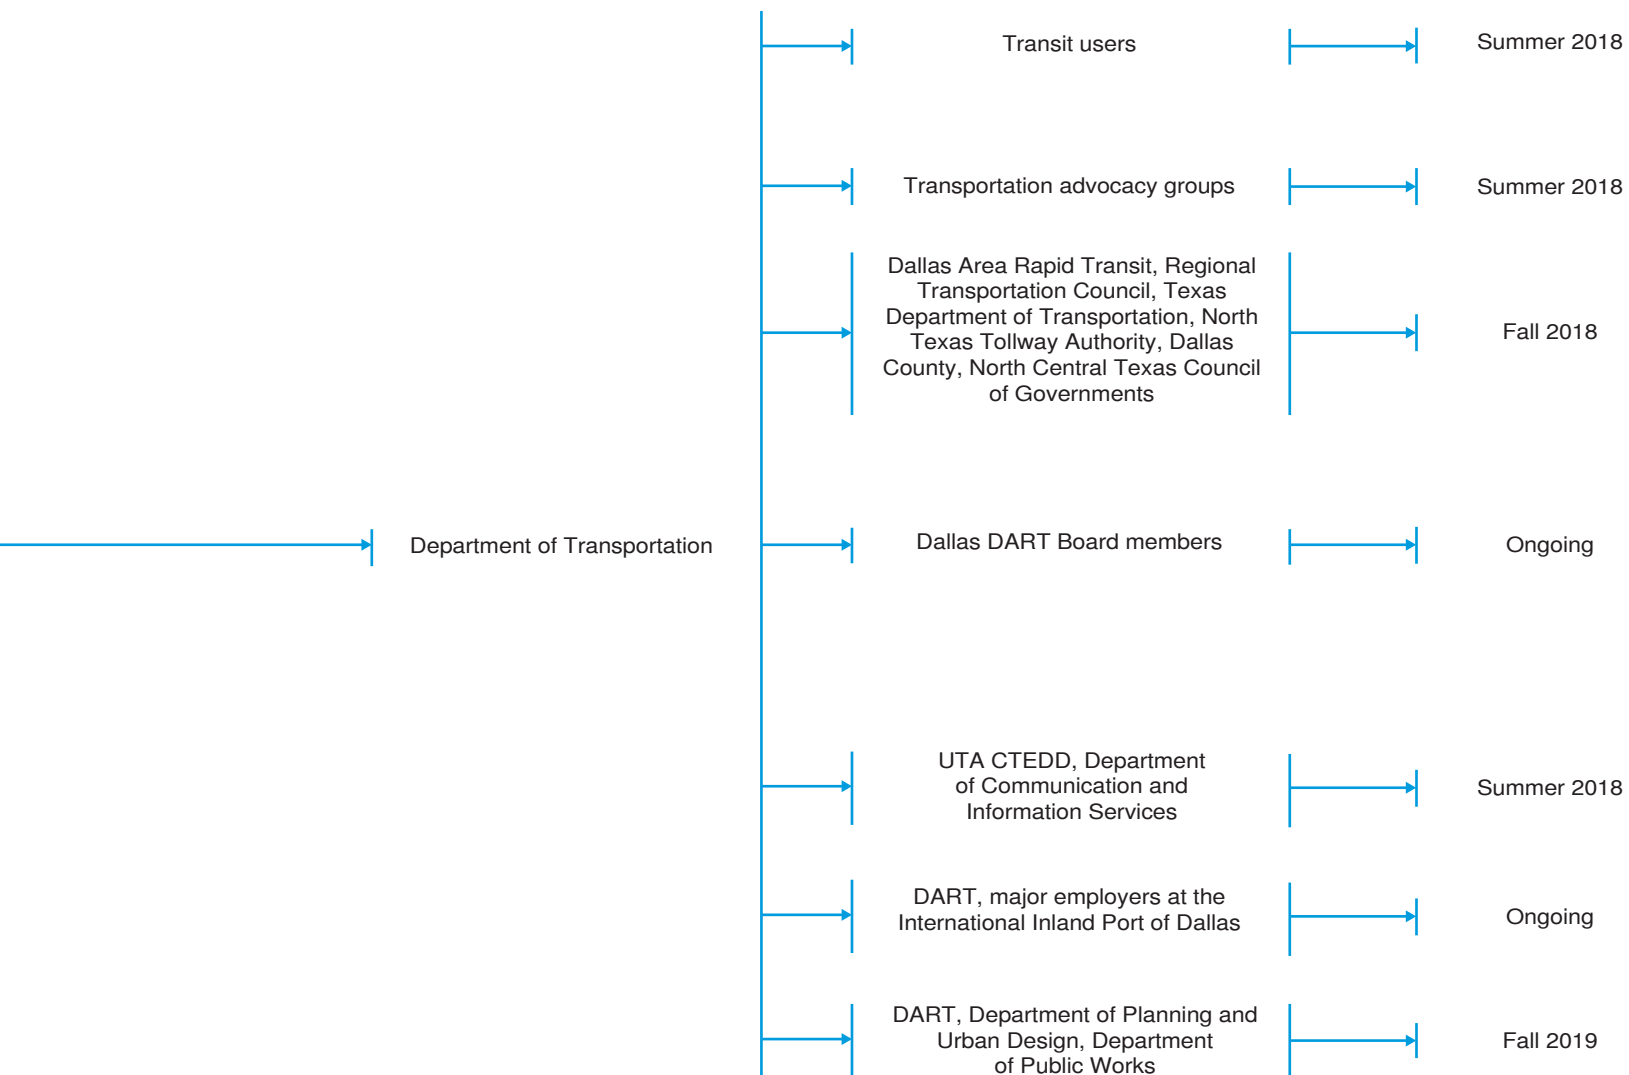 Transit users
Summer 2018
Transportation advocacy groups
Summer 2018
Dallas Area Rapid Transit, Regional
Transportation Council, Texas
Department of Transportation, North
Texas Tollway Authority, Dallas
County, North Central Texas Council
of Governments
Fall 2018
Department of Transportation
Dallas DART Board members
Ongoing
UTA CTEDD, Department
of Communication and
Information Services
Summer 2018
DART, major employers at the
International Inland Port of Dallas
Ongoing
DART, Department of Planning and
Urban Design, Department
of Public Works
Fall 2019